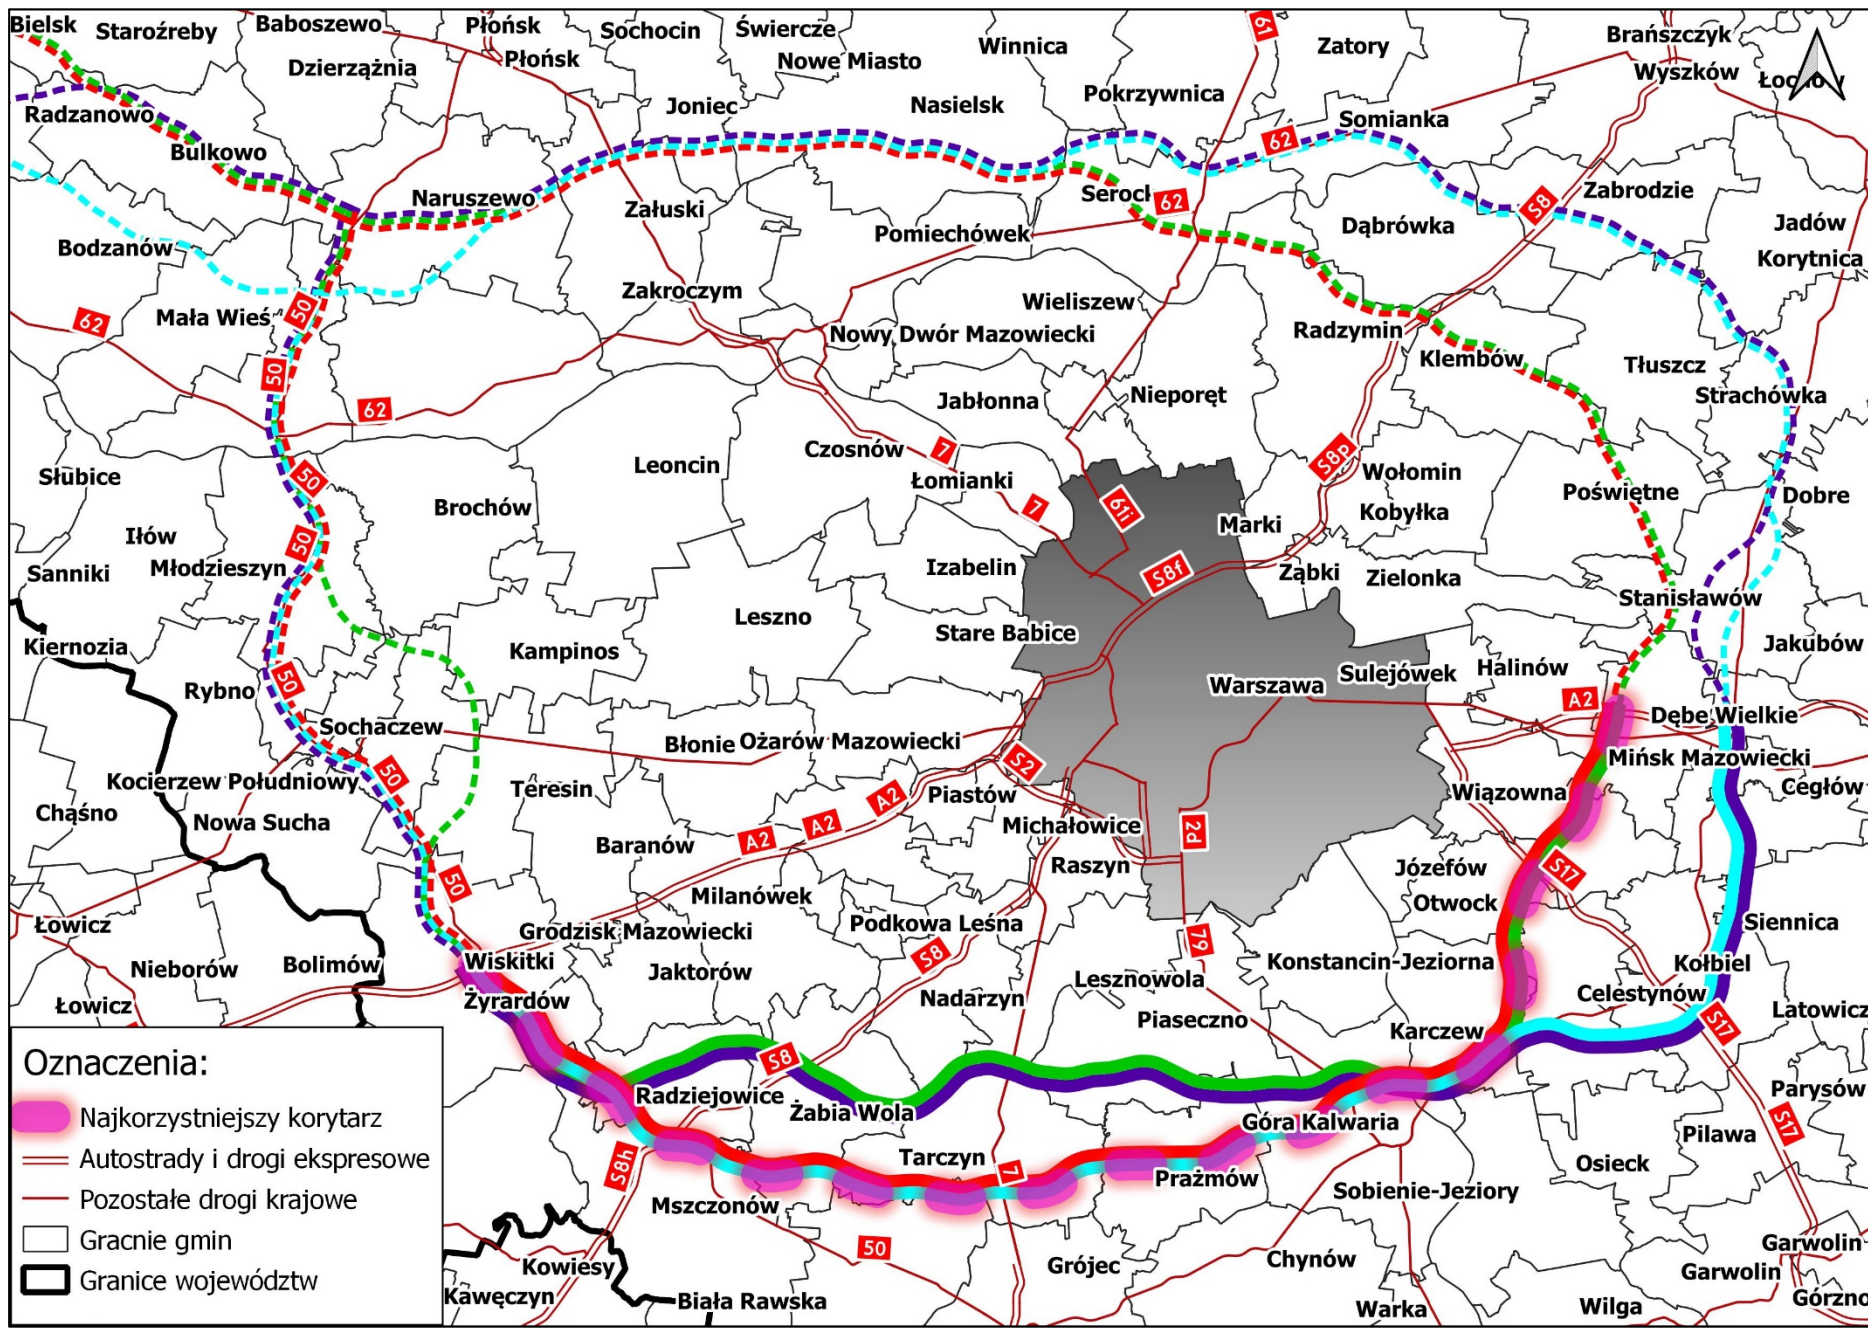 Bielsk
Staroźreby
Baboszewo
Płońsk
Sochocin
Świercze
Winnica
61
Zatory
Brańszczyk
Dzierzążnia
Płońsk
Nowe Miasto
Wyszków
Radzanowo
Joniec
Nasielsk
Pokrzywnica
Somianka
62
Bulkowo
Naruszewo
Załuski
Serock
62
S8
Zabrodzie
Bodzanów
Pomiechówek
Dąbrówka
Jadów
Korytnica
Zakroczym
Wieliszew
62
Mała Wieś
50
Nowy Dwór Mazowiecki
Radzymin
Klembów
Tłuszcz
50
62
Jabłonna
Nieporęt
Strachówka
Słubice
Leoncin
Czosnów
7
Łomianki
S8p
Wołomin
Poświętne
Dobre
50
Brochów
7
61i
Marki
Kobyłka
Iłów
50
Młodzieszyn
Sanniki
Izabelin
S8f
Ząbki
Zielonka
Stanisławów
Kiernozia
Leszno
Stare Babice
Jakubów
Kampinos
Rybno
50
Warszawa
Sulejówek
Halinów
A2
Dębe Wielkie
Sochaczew
Błonie
Ożarów Mazowiecki
S2
Mińsk Mazowiecki
Kocierzew Południowy
50
Teresin
A2
Piastów
Wiązowna
Cegłów
Chąśno
Nowa Sucha
Baranów
A2
A2
Michałowice
2d
Raszyn
Józefów
S17
50
Milanówek
Otwock
Łowicz
Podkowa Leśna
Grodzisk Mazowiecki
79
Siennica
Nieborów
Bolimów
Wiskitki
Jaktorów
S8
Lesznowola
Konstancin-Jeziorna
Kołbiel
Łowicz
Żyrardów
Nadarzyn
Piaseczno
Celestynów
Karczew
S17
Latowicz
S8
Radziejowice
Żabia Wola
Góra Kalwaria
Parysów
S17
Pilawa
S8h
Tarczyn
7
Prażmów
Osieck
Mszczonów
Sobienie-Jeziory
50
Kowiesy
Grójec
Chynów
Garwolin
Garwolin
Kawęczyn
Biała Rawska
Warka
Wilga
Górzno
Oznaczenia:
Najkorzystniejszy korytarz
Autostrady i drogi ekspresowe
Pozostałe drogi krajowe
Gracnie gmin
Granice województw